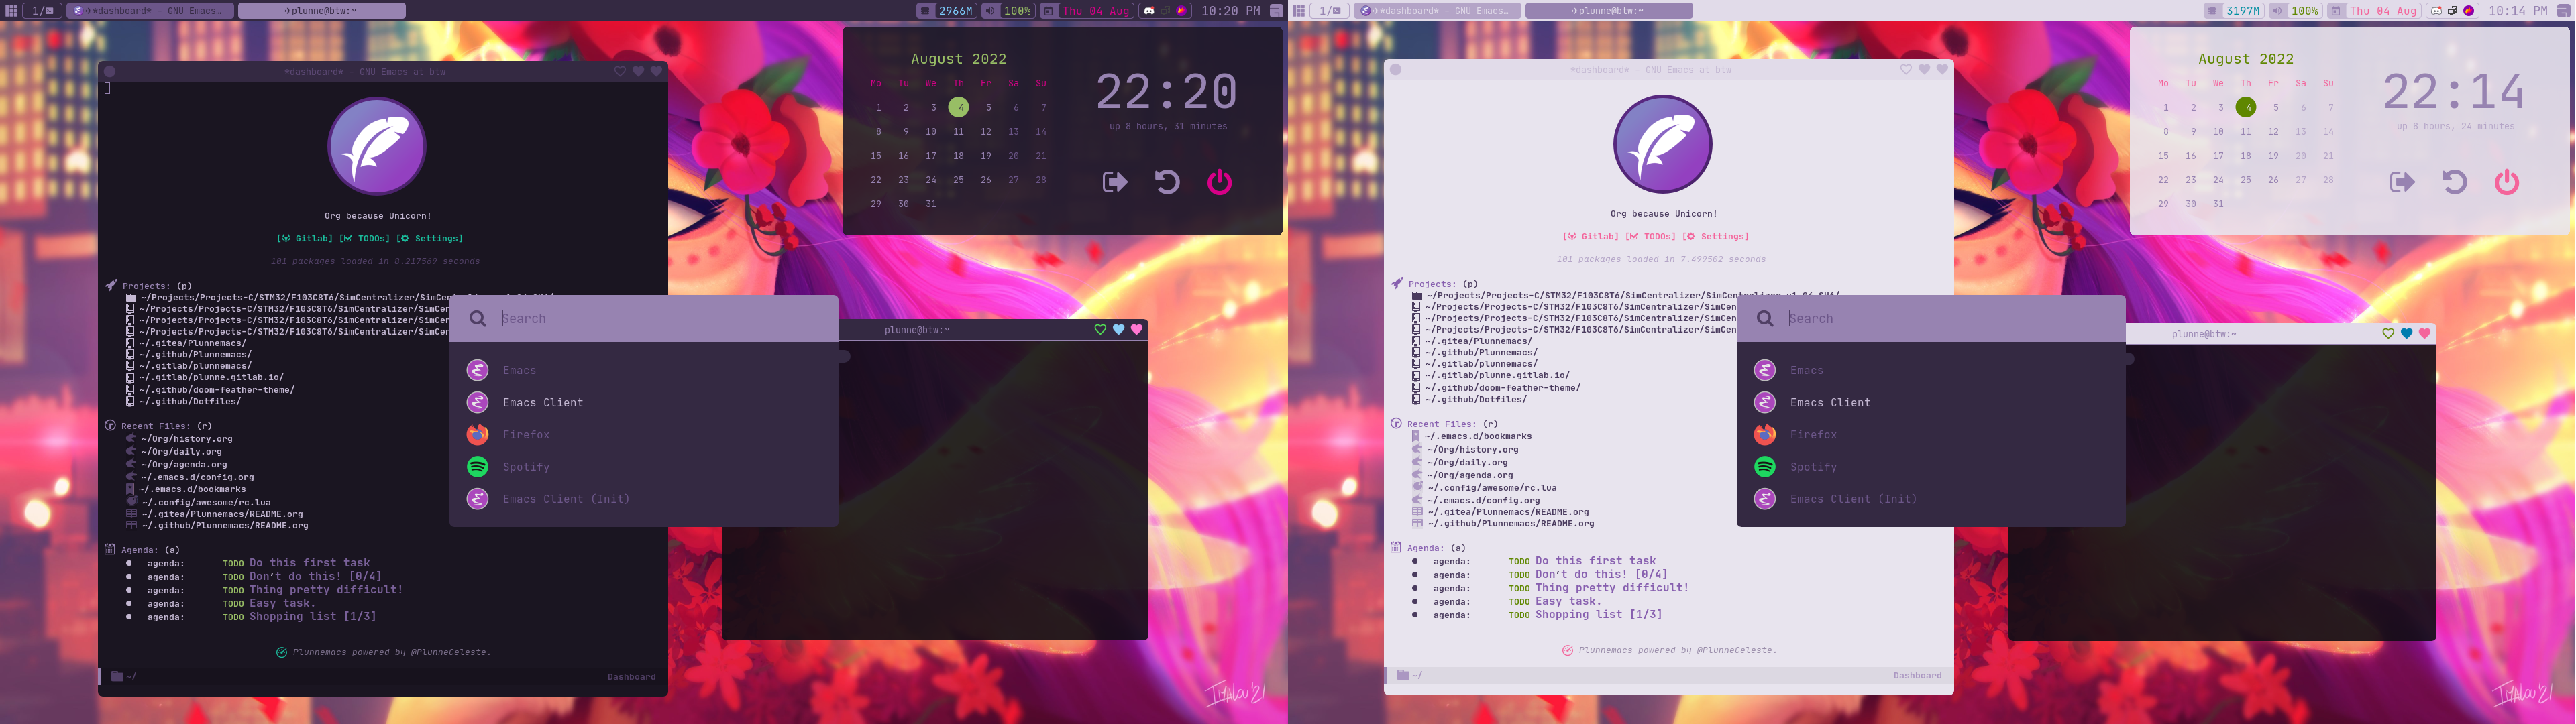 1/
✈*dashboard* - GNU Emacs…
✈plunne@btw:~
2966M
100%
Thu 04 Aug
10:20 PM
*dashboard* - GNU Emacs at btw
Org because Unicorn!
[Gitlab] [TODOs] [Settings]
101 packages loaded in 8.217569 seconds
Projects: (p)
~/Projects/Projects-C/STM32/F103C8T6/SimCentralizer/SimCent
~/Projects/Projects-C/STM32/F103C8T6/SimCentralizer/SimCen
~/Projects/Projects-C/STM32/F103C8T6/SimCentralizer/SimCen
~/Projects/Projects-C/STM32/F103C8T6/SimCentralizer/SimCen
~/.gitea/Plunnemacs/
~/.github/Plunnemacs/
~/.gitlab/plunnemacs/
~/.gitlab/plunne.gitlab.io/
~/.github/doom-feather-theme/
~/.github/Dotfiles/
Recent Files: (r)
~/Org/history.org
~/Org/daily.org
~/Org/agenda.org
~/.emacs.d/config.org
~/.emacs.d/bookmarks
~/.config/awesome/rc.lua
~/.gitea/Plunnemacs/README.org
~/.github/Plunnemacs/README.org
Agenda: (a)
agenda: TODO Do this first task
agenda: TODO Don't do this! [0/4]
agenda: TODO Thing pretty difficult!
agenda: TODO Easy task.
agenda: TODO Shopping list [1/3]
Plunnemacs powered by @PlunneCeleste.
~/
Dashboard
Search
Emacs
Emacs Client
Firefox
Spotify
Emacs Client (Init)
plunne@btw:~
August 2022
Mo Tu We Th Fr Sa Su
1 2 3 4 5 6 7
8 9 10 11 12 13 14
15 16 17 18 19 20 21
22 23 24 25 26 27 28
29 30 31
22:20
up 8 hours, 31 minutes
1/
✈*dashboard* - GNU Emacs…
✈plunne@btw:~
3197M
100%
Thu 04 Aug
10:14 PM
*dashboard* - GNU Emacs at btw
Org because Unicorn!
[Gitlab] [TODOs] [Settings]
101 packages loaded in 7.499502 seconds
Projects: (p)
~/Projects/Projects-C/STM32/F103C8T6/SimCentralizer/SimCentralizer
~/Projects/Projects-C/STM32/F103C8T6/SimCentralizer/SimCen
~/Projects/Projects-C/STM32/F103C8T6/SimCentralizer/SimCen
~/Projects/Projects-C/STM32/F103C8T6/SimCentralizer/SimCen
~/.gitea/Plunnemacs/
~/.github/Plunnemacs/
~/.gitlab/plunnemacs/
~/.gitlab/plunne.gitlab.io/
~/.github/doom-feather-theme/
~/.github/Dotfiles/
Recent Files: (r)
~/.emacs.d/bookmarks
~/Org/history.org
~/Org/daily.org
~/Org/agenda.org
~/.config/awesome/rc.lua
~/.emacs.d/config.org
~/.gitea/Plunnemacs/README.org
~/.github/Plunnemacs/README.org
Agenda: (a)
agenda: TODO Do this first task
agenda: TODO Don't do this! [0/4]
agenda: TODO Thing pretty difficult!
agenda: TODO Easy task.
agenda: TODO Shopping list [1/3]
Plunnemacs powered by @PlunneCeleste.
~/
Dashboard
Search
Emacs
Emacs Client
Firefox
Spotify
Emacs Client (Init)
plunne@btw:~
August 2022
Mo Tu We Th Fr Sa Su
1 2 3 4 5 6 7
8 9 10 11 12 13 14
15 16 17 18 19 20 21
22 23 24 25 26 27 28
29 30 31
22:14
up 8 hours, 24 minutes